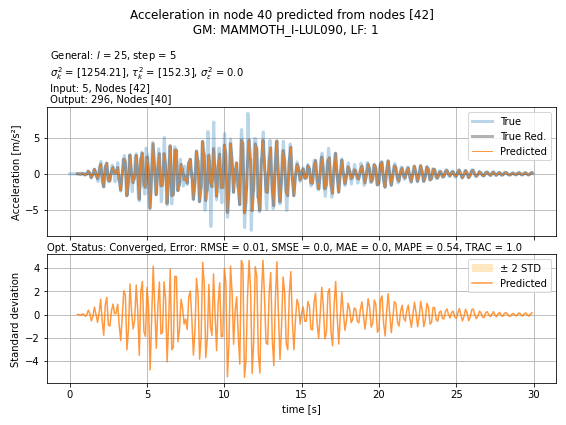 Acceleration in node 40 predicted from nodes [42]
GM: MAMMOTH_I-LUL090, LF: 1
General: l = 25, step = 5
σ²ₖ = [1254.21], τ²ₖ = [152.3], σ²ε = 0.0
Input: 5, Nodes [42]
Output: 296, Nodes [40]
Acceleration [m/s²]
5
0
−5
True
True Red.
Predicted
Opt. Status: Converged, Error: RMSE = 0.01, SMSE = 0.0, MAE = 0.0, MAPE = 0.54, TRAC = 1.0
Standard deviation
4
2
0
−2
−4
± 2 STD
Predicted
0 5 10 15 20 25 30
time [s]